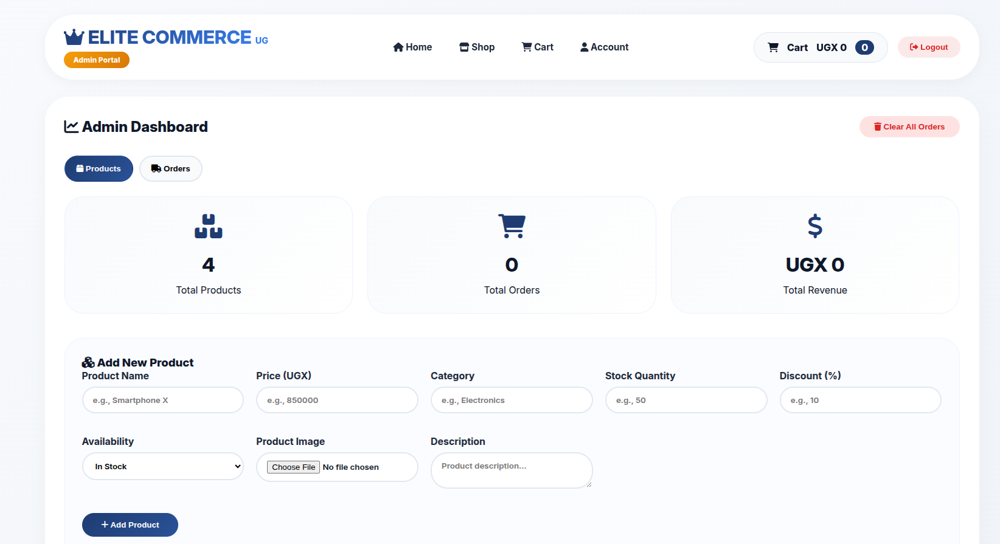 ELITE COMMERCE UG
Admin Portal
Home
Shop
Cart
Account
Cart UGX 0 0
Logout
Admin Dashboard
Clear All Orders
Products
Orders
4
Total Products
0
Total Orders
UGX 0
Total Revenue
Add New Product
Product Name
Price (UGX)
Category
Stock Quantity
Discount (%)
e.g., Smartphone X
e.g., 850000
e.g., Electronics
e.g., 50
e.g., 10
Availability
Product Image
Description
In Stock
Choose File No file chosen
Product description...
+ Add Product